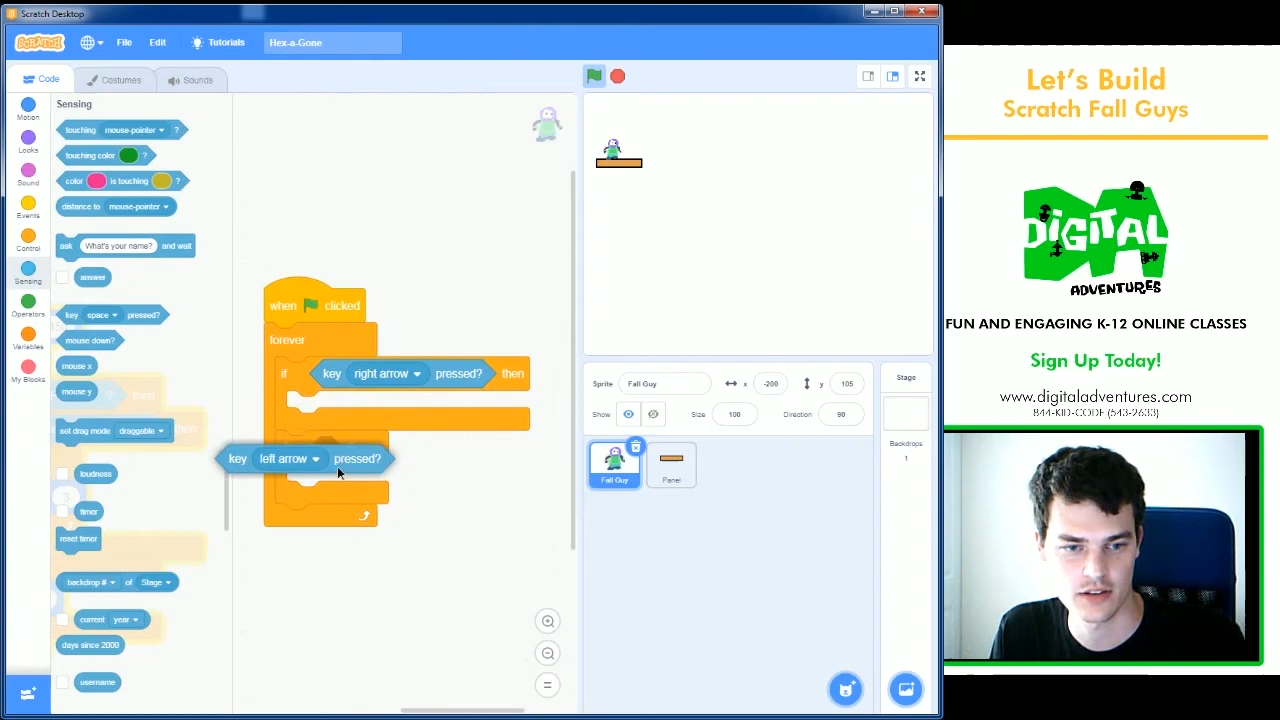 Scratch Desktop
SCRATCH File Edit Tutorials Hex-a-Gone
Code Costumes Sounds
Motion
Looks
Sound
Events
Control
Sensing
Operators
Variables
My Blocks
Sensing
touching mouse-pointer ?
touching color ?
color is touching ?
distance to mouse-pointer
ask What's your name? and wait
answer
key space pressed?
mouse down?
mouse x
mouse y
set drag mode draggable
loudness
timer
reset timer
backdrop # of Stage
current year
days since 2000
username
when clicked
forever
if key right arrow pressed? then
key left arrow pressed?
Sprite Fall Guy x -200 y 105
Show Size 100 Direction 90
Fall Guy
Panel
Stage
Backdrops
1
Let's Build
Scratch Fall Guys
DIGITAL
ADVENTURES
FUN AND ENGAGING K-12 ONLINE CLASSES
Sign Up Today!
www.digitaladventures.com
844-KID-CODE (543-2633)